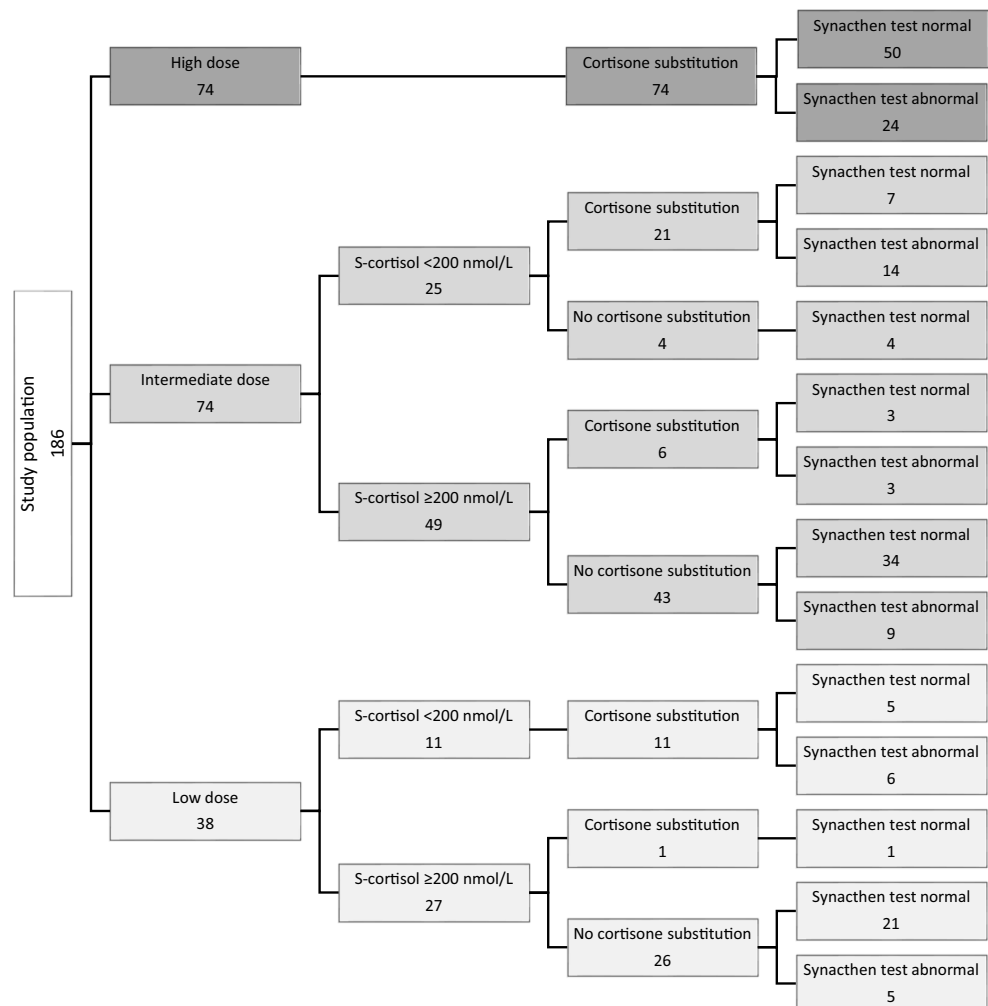 Study population
186
High dose
74
Cortisone substitution
74
Synacthen test normal
50
Synacthen test abnormal
24
Intermediate dose
74
S-cortisol <200 nmol/L
25
Cortisone substitution
21
Synacthen test normal
7
Synacthen test abnormal
14
No cortisone substitution
4
Synacthen test normal
4
S-cortisol ≥200 nmol/L
49
Cortisone substitution
6
Synacthen test normal
3
Synacthen test abnormal
3
No cortisone substitution
43
Synacthen test normal
34
Synacthen test abnormal
9
Low dose
38
S-cortisol <200 nmol/L
11
Cortisone substitution
11
Synacthen test normal
5
Synacthen test abnormal
6
S-cortisol ≥200 nmol/L
27
Cortisone substitution
1
Synacthen test normal
1
No cortisone substitution
26
Synacthen test normal
21
Synacthen test abnormal
5